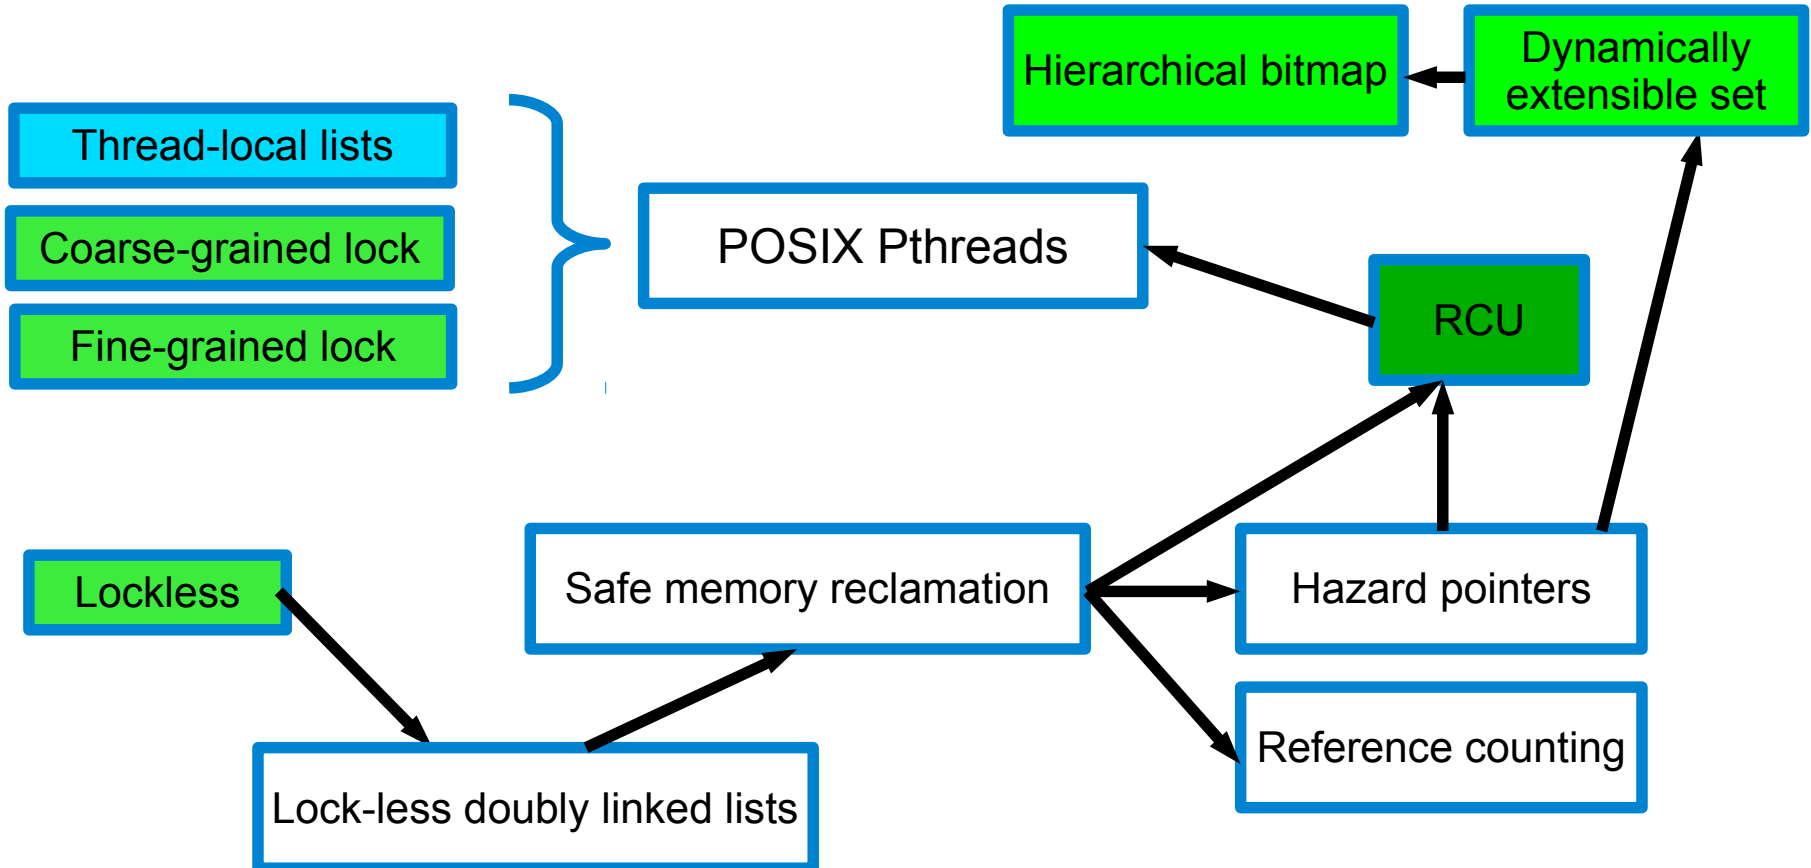 Hierarchical bitmap
Dynamically
extensible set
Thread-local lists
Coarse-grained lock
Fine-grained lock
POSIX Pthreads
RCU
Lockless
Safe memory reclamation
Hazard pointers
Reference counting
Lock-less doubly linked lists